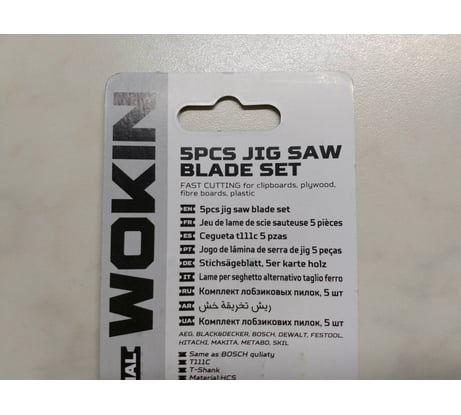 WOKIN
NAL
5PCS JIG SAW
BLADE SET
FAST CUTTING for clipboards, plywood,
fibre boards, plastic
EN 5pcs jig saw blade set
FR Jeu de lame de scie sauteuse 5 pièces
ES Cegueta t111c 5 pzas
PT Jogo de lâmina de serra de jig 5 peças
DE Stichsägeblätt, 5er karte holz
IT Lame per seghetto alternativo taglio ferro
RU Комплект лобзиковых пилок, 5 шт
AR ريش تخريقة خش
UA Комплект лобзикових пилок, 5 шт
AEG, BLACK&DECKER, BOSCH, DEWALT, FESTOOL,
HITACHI, MAKITA, METABO, SKIL
Same as BOSCH quliaty
T111C
T-Shank
Material:HCS